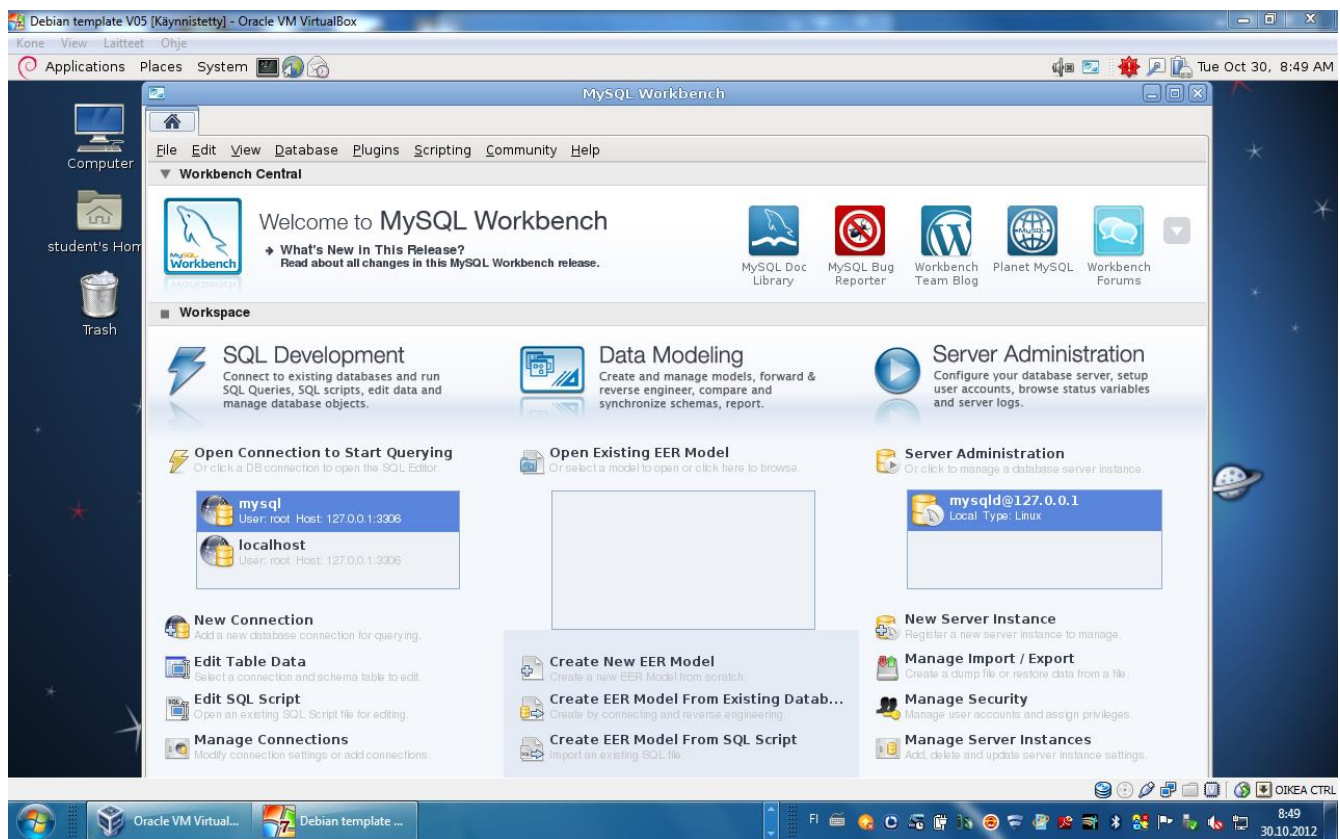 Debian template V05 [Käynnistetty] - Oracle VM VirtualBox
Kone View Laitteet Ohje
Applications Places System
Tue Oct 30, 8:49 AM
MySQL Workbench
File Edit View Database Plugins Scripting Community Help
Workbench Central
Computer
student's Hom
Trash
MySQL
Workbench
Welcome to MySQL Workbench
What's New in This Release?
Read about all changes in this MySQL Workbench release.
MySQL Doc
Library
MySQL Bug
Reporter
Workbench
Team Blog
Planet MySQL
Workbench
Forums
Workspace
SQL Development
Connect to existing databases and run
SQL Queries, SQL scripts, edit data and
manage database objects.
Data Modeling
Create and manage models, forward &
reverse engineer, compare and
synchronize schemas, report.
Server Administration
Configure your database server, setup
user accounts, browse status variables
and server logs.
Open Connection to Start Querying
Or click a DB connection to open the SQL Editor.
mysql
User: root Host: 127.0.0.1:3306
localhost
User: root Host: 127.0.0.1:3306
New Connection
Add a new database connection for querying.
Edit Table Data
Select a connection and schema table to edit.
Edit SQL Script
Open an existing SQL Script file for editing.
Manage Connections
Modify connection settings or add connections.
Open Existing EER Model
Or select a model to open or click here to browse.
Create New EER Model
Create a new EER Model from scratch.
Create EER Model From Existing Datab...
Create by connecting and reverse engineering.
Create EER Model From SQL Script
Import an existing SQL file.
Server Administration
Or click to manage a database server instance.
mysqld@127.0.0.1
Local Type: Linux
New Server Instance
Register a new server instance to manage.
Manage Import / Export
Create a dump file or restore data from a file.
Manage Security
Manage user accounts and assign privileges.
Manage Server Instances
Add, delete and update server instance settings.
OIKEA CTRL
Oracle VM Virtual...
Debian template ...
FI
8:49
30.10.2012